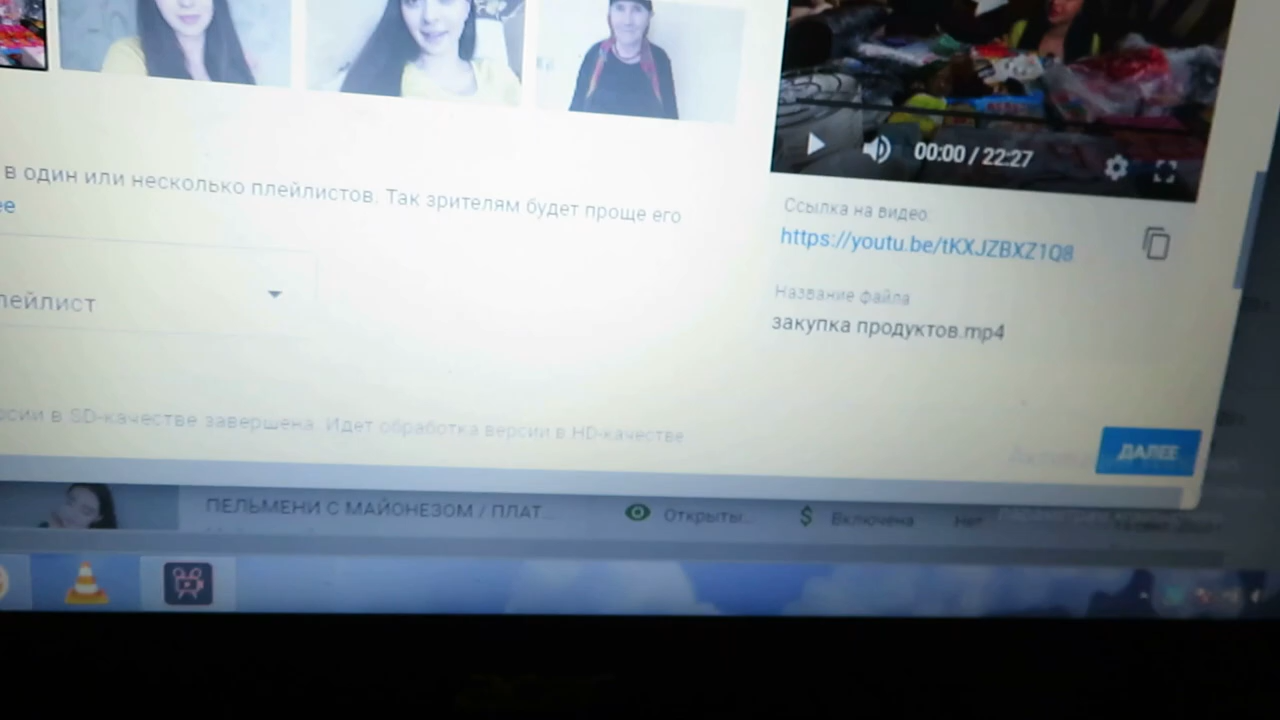 00:00 / 22:27
в один или несколько плейлистов. Так зрителям будет проще его
ее
Ссылка на видео:
https://youtu.be/tKXJZBXZ1Q8
лейлист
Название файла
закупка продуктов.mp4
рсии в SD-качестве завершена. Идет обработка версии в HD-качестве
ДАЛЕЕ
ПЕЛЬМЕНИ С МАЙОНЕЗОМ / ПЛАТ... Открыты... $ Включена Нет